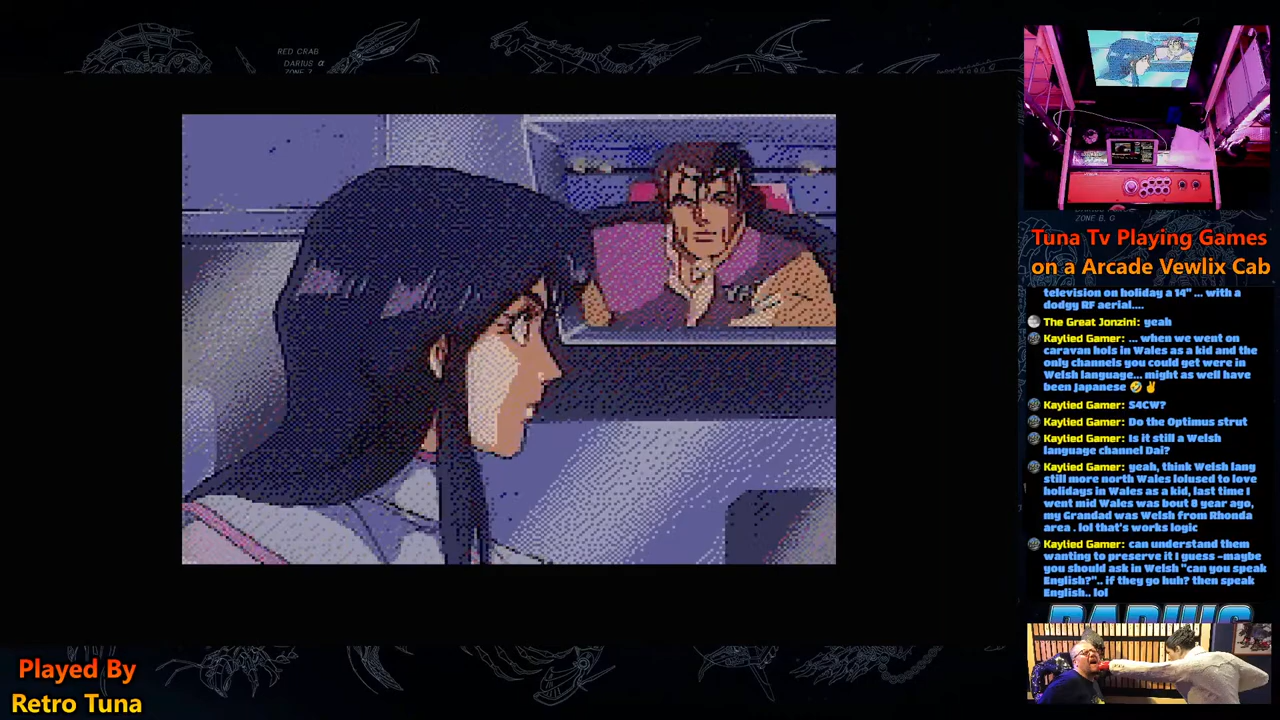 RED CRAB
DARIUS α
ZONE Z
ZONE B, G
Tuna Tv Playing Games
on a Arcade Vewlix Cab
television on holiday a 14" ... with a
dodgy RF aerial....
The Great Jonzini: yeah
Kaylied Gamer: ... when we went on
caravan hols in Wales as a kid and the
only channels you could get were in
Welsh language... might as well have
been Japanese 🤣✌
Kaylied Gamer: S4CW?
Kaylied Gamer: Do the Optimus strut
Kaylied Gamer: Is it still a Welsh
language channel Dai?
Kaylied Gamer: yeah, think Welsh lang
still more north Wales lolused to love
holidays in Wales as a kid, last time I
went mid Wales was bout 8 year ago,
my Grandad was Welsh from Rhonda
area . lol that's works logic
Kaylied Gamer: can understand them
wanting to preserve it I guess -maybe
you should ask in Welsh "can you speak
English?".. if they go huh? then speak
English.. lol
DARIUS
Played By
Retro Tuna